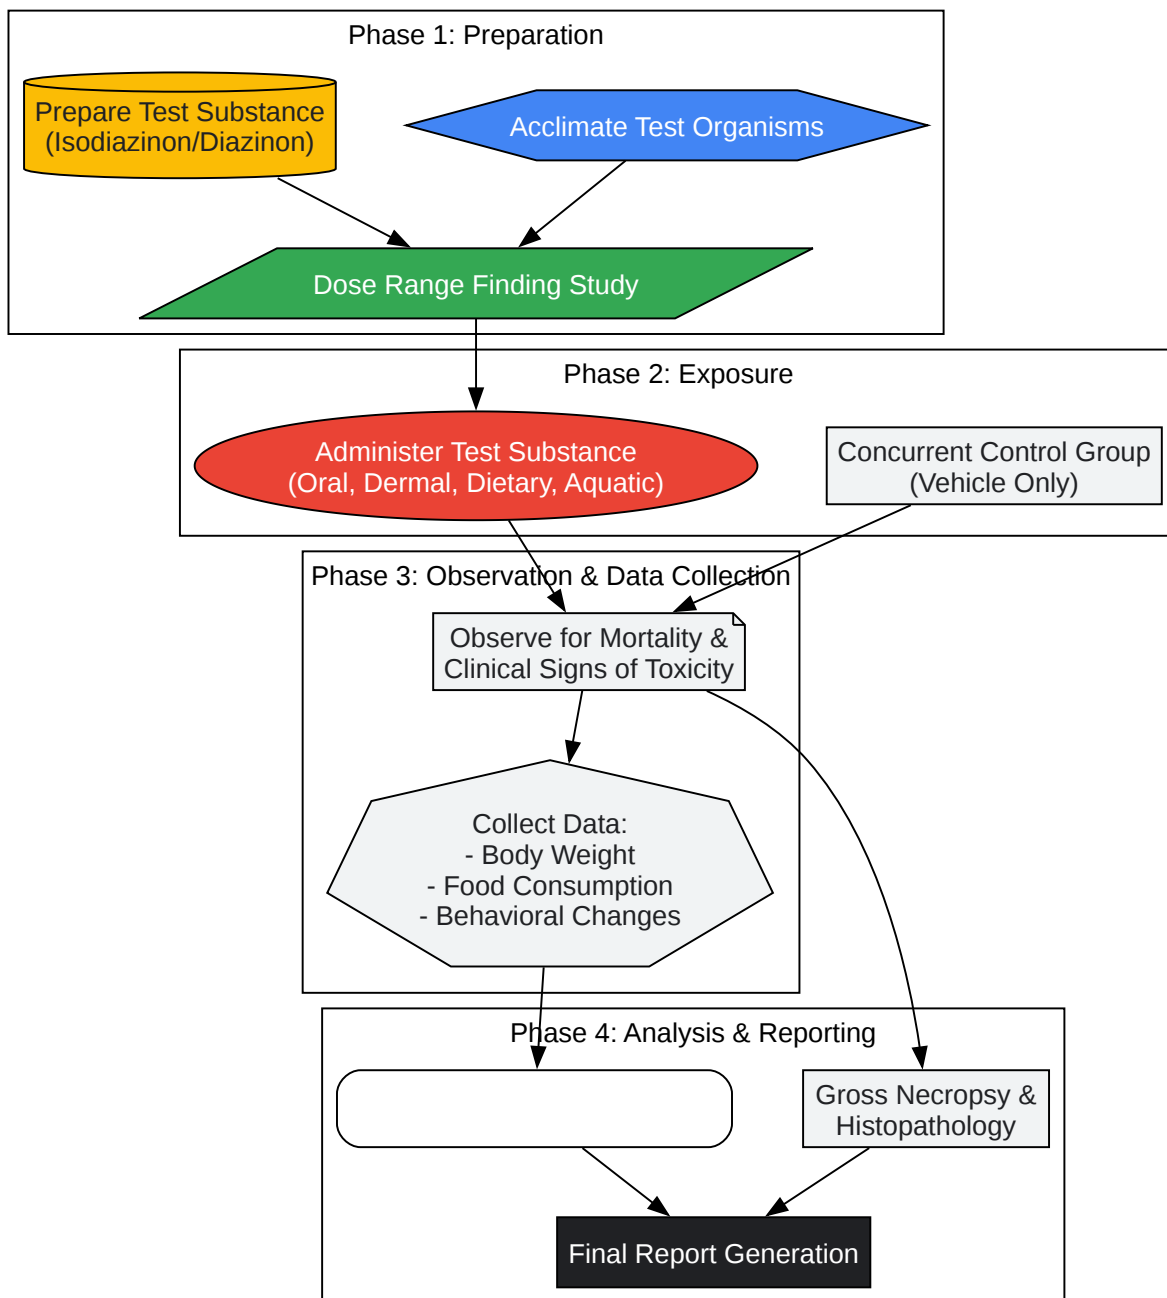 Phase 1: Preparation
Prepare Test Substance
(Isodiazinon/Diazinon)
Acclimate Test Organisms
Dose Range Finding Study
Phase 2: Exposure
Administer Test Substance
(Oral, Dermal, Dietary, Aquatic)
Concurrent Control Group
(Vehicle Only)
Phase 3: Observation & Data Collection
Observe for Mortality &
Clinical Signs of Toxicity
Collect Data:
- Body Weight
- Food Consumption
- Behavioral Changes
Phase 4: Analysis & Reporting
Gross Necropsy &
Histopathology
Final Report Generation